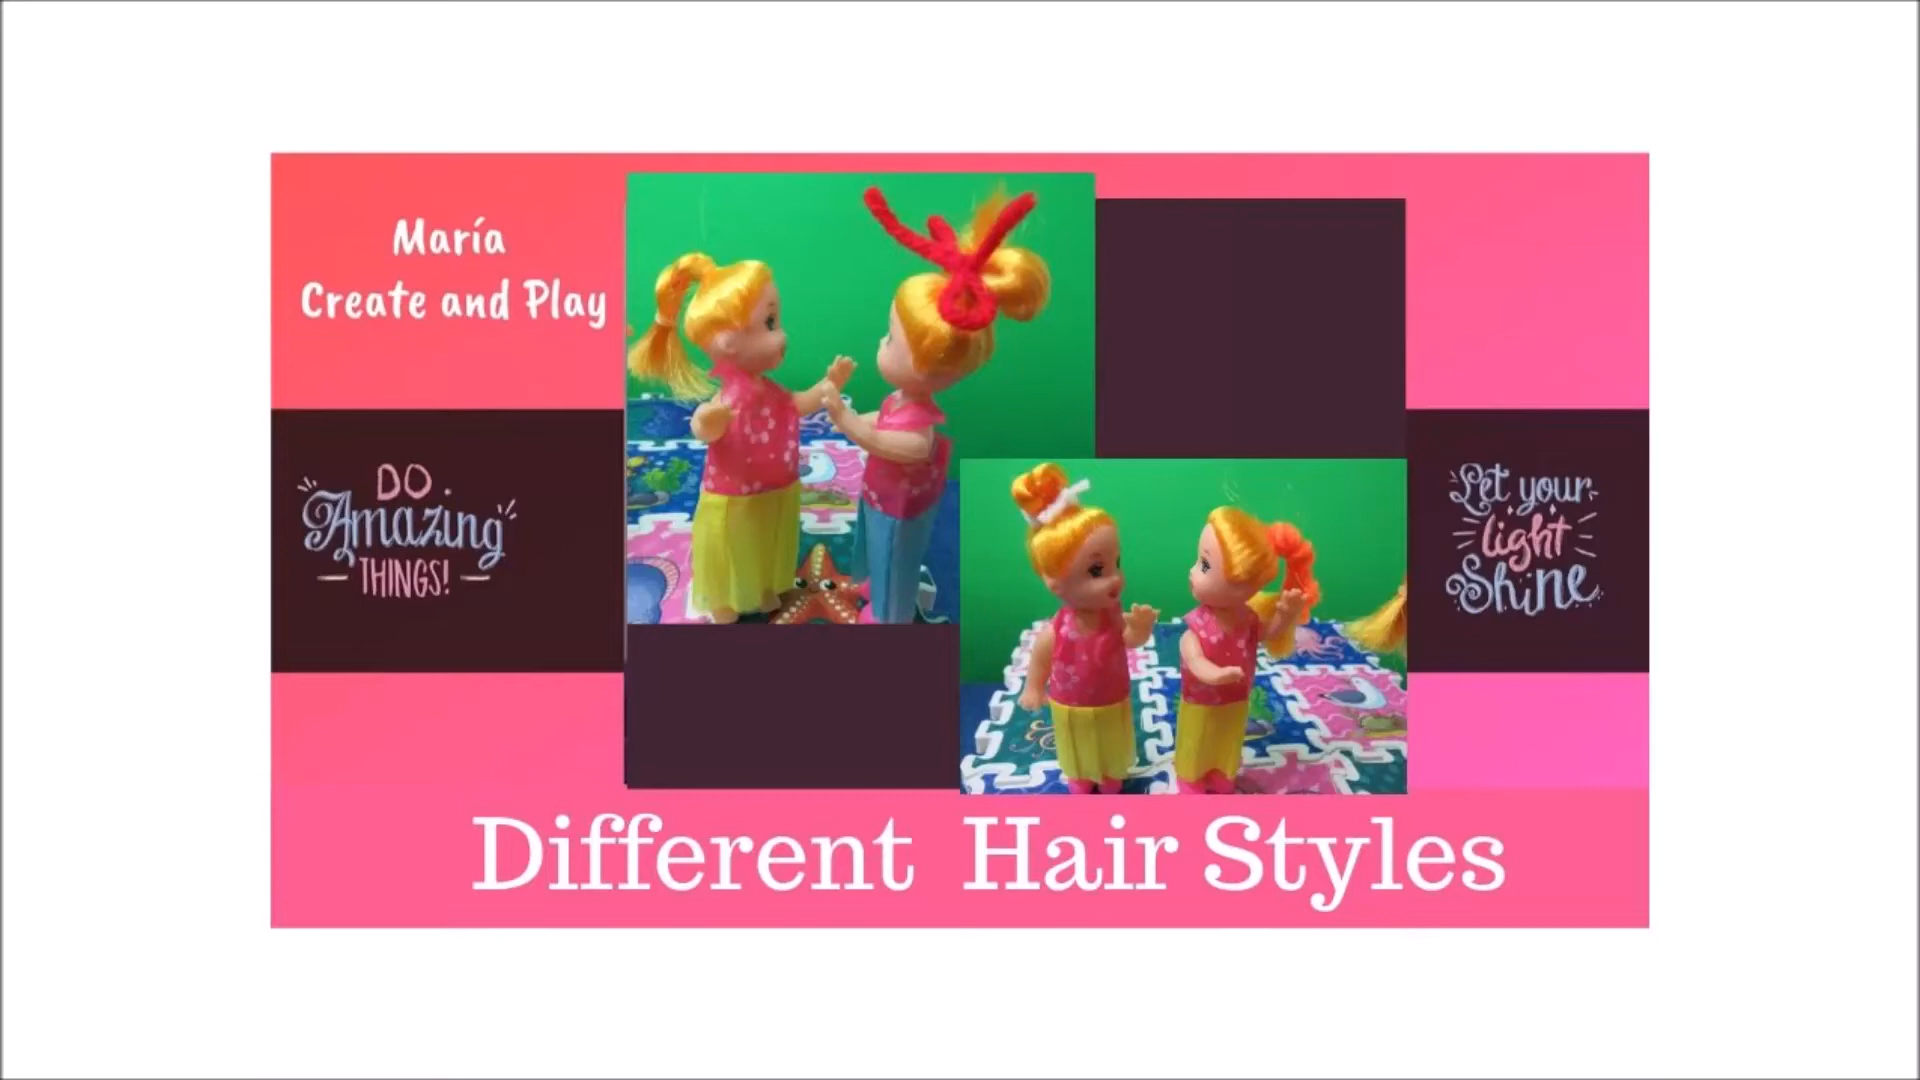 María
Create and Play
DO
Amazing
THINGS!
Let your
light
Shine
Different Hair Styles